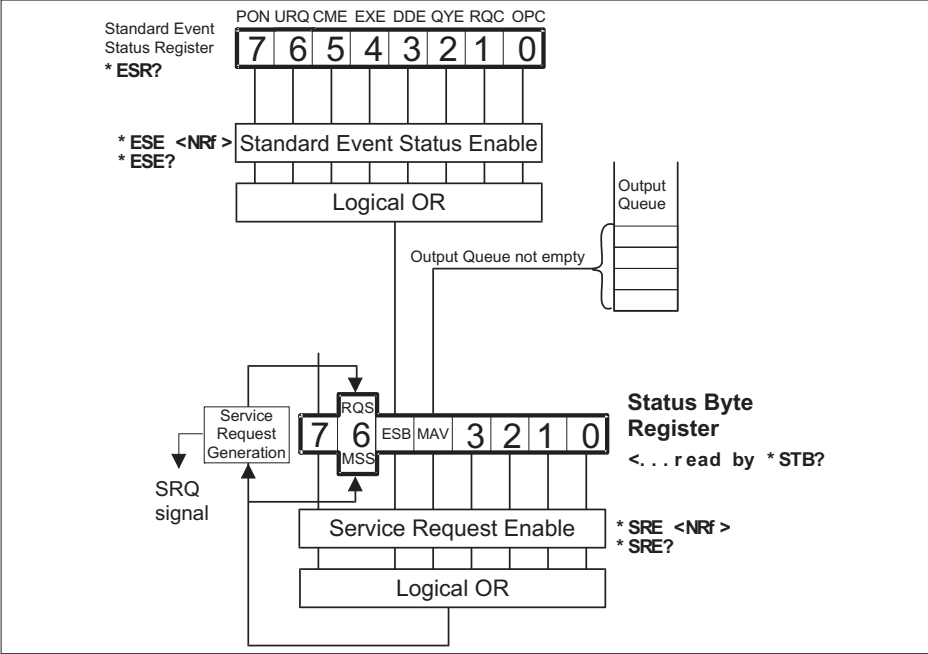 PON URQ CME EXE DDE QYE RQC OPC
Standard Event
Status Register
* ESR?
7 6 5 4 3 2 1 0
* ESE <NRf >
* ESE?
Standard Event Status Enable
Logical OR
Output
Queue
Output Queue not empty
Service
Request
Generation
SRQ
signal
RQS
7 6 ESB MAV 3 2 1 0
MSS
Status Byte
Register
<. . . read by * STB?
Service Request Enable
* SRE <NRf >
* SRE?
Logical OR